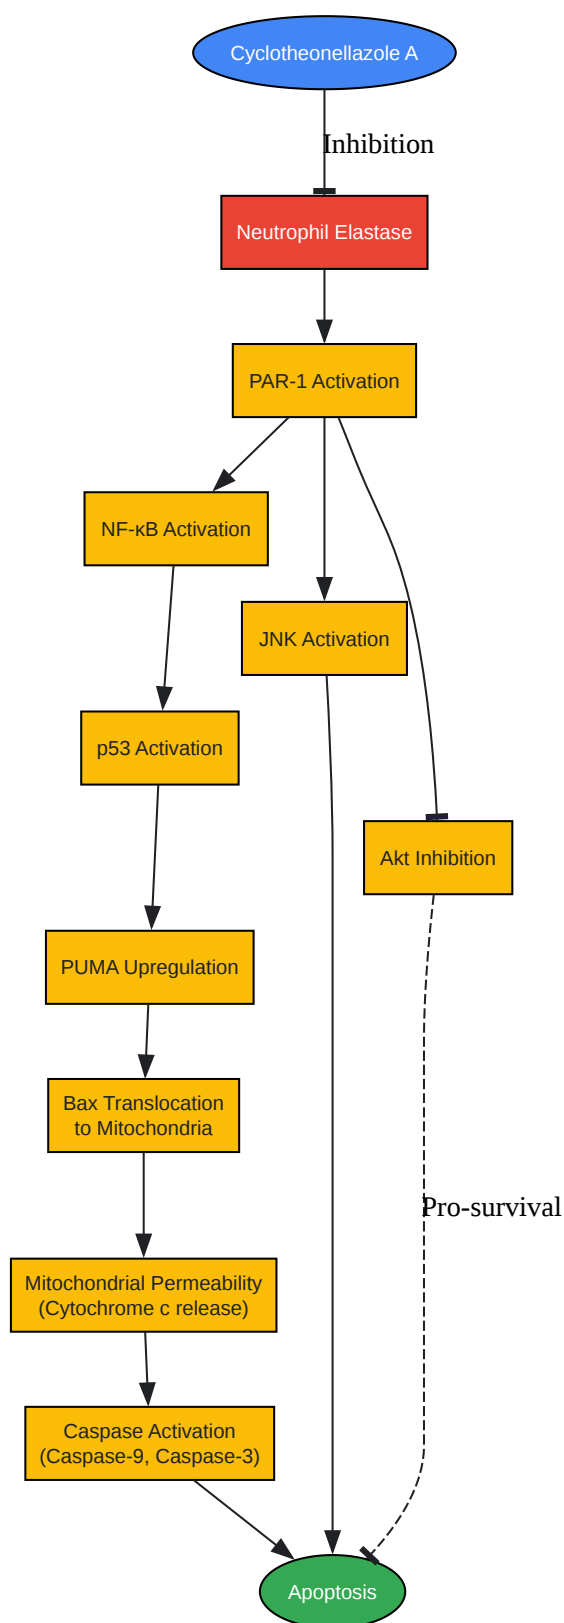 Cyclotheonellazole A
Inhibition
Neutrophil Elastase
PAR-1 Activation
NF-κB Activation
JNK Activation
p53 Activation
Akt Inhibition
PUMA Upregulation
Bax Translocation
to Mitochondria
Pro-survival
Mitochondrial Permeability
(Cytochrome c release)
Caspase Activation
(Caspase-9, Caspase-3)
Apoptosis